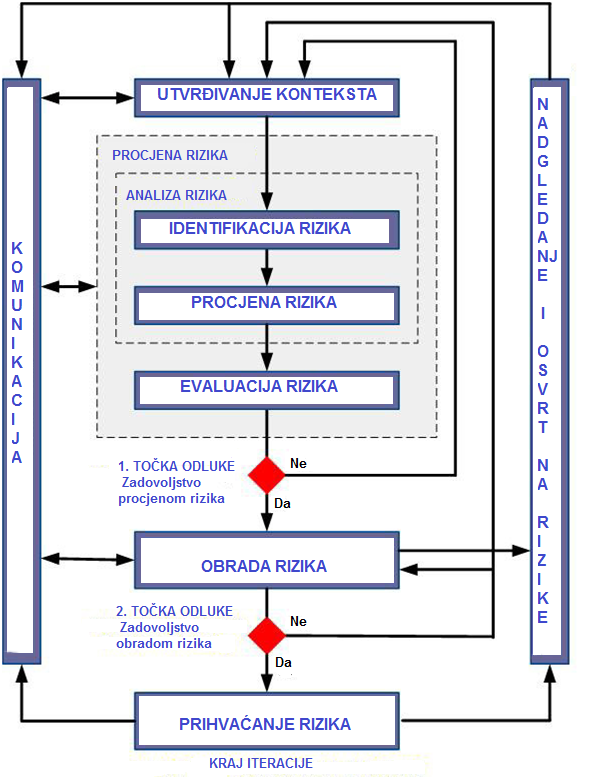 UTVRĐIVANJE KONTEKSTA
PROCJENA RIZIKA
ANALIZA RIZIKA
IDENTIFIKACIJA RIZIKA
PROCJENA RIZIKA
EVALUACIJA RIZIKA
1. TOČKA ODLUKE
Zadovoljstvo
procjenom rizika
Ne
Da
OBRADA RIZIKA
2. TOČKA ODLUKE
Zadovoljstvo
obradom rizika
Ne
Da
PRIHVAĆANJE RIZIKA
KRAJ ITERACIJE
KOMUNIKACIJA
NADGLEDANJE I OSVRT NA RIZIKE